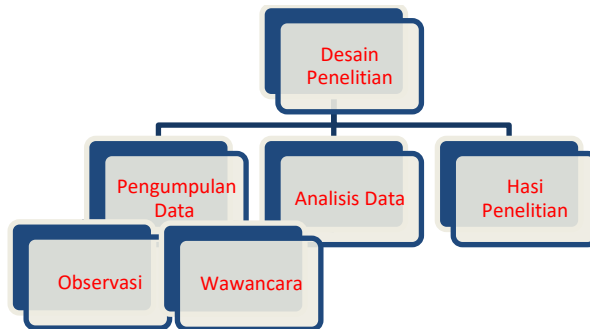 Desain
Penelitian
Pengumpulan
Data
Analisis Data
Hasi
Penelitian
Observasi
Wawancara